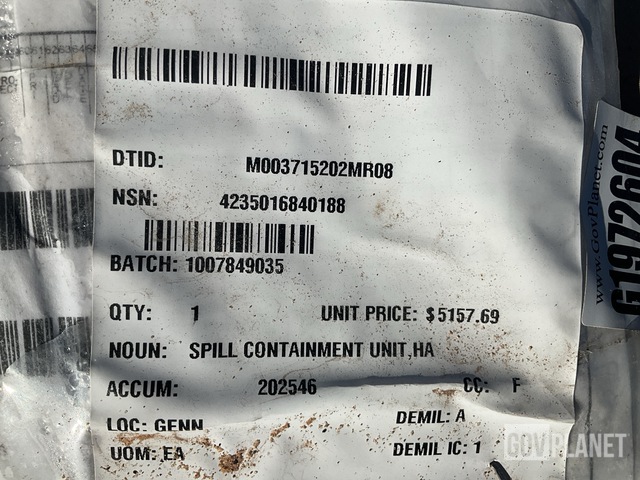 DTID: M003715202MR08
NSN: 4235016840188
BATCH: 1007849035
QTY: 1 UNIT PRICE: $5157.69
NOUN: SPILL CONTAINMENT UNIT,HA
ACCUM: 202546 CC: F
LOC: GENN DEMIL: A
UOM: EA DEMIL IC: 1
www.GovPlanet.com
G1972604
GOVPLANET